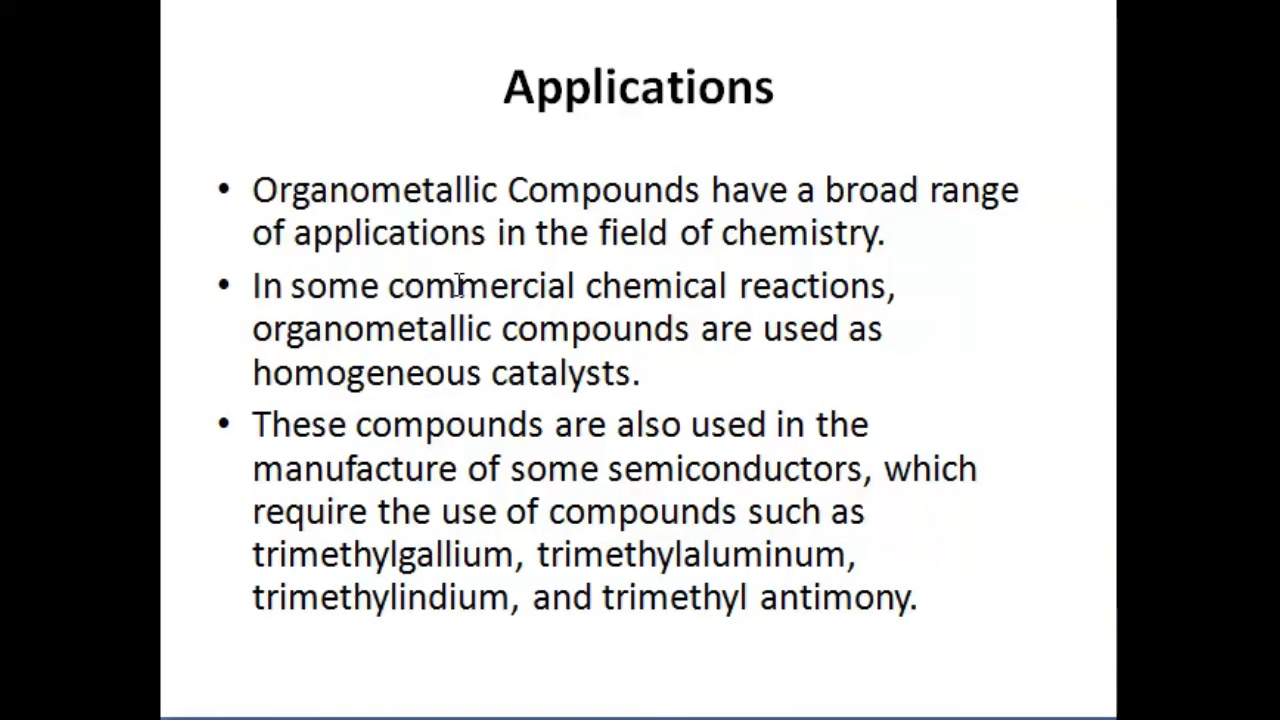 Applications
• Organometallic Compounds have a broad range
of applications in the field of chemistry.
• In some commercial chemical reactions,
organometallic compounds are used as
homogeneous catalysts.
• These compounds are also used in the
manufacture of some semiconductors, which
require the use of compounds such as
trimethylgallium, trimethylaluminum,
trimethylindium, and trimethyl antimony.